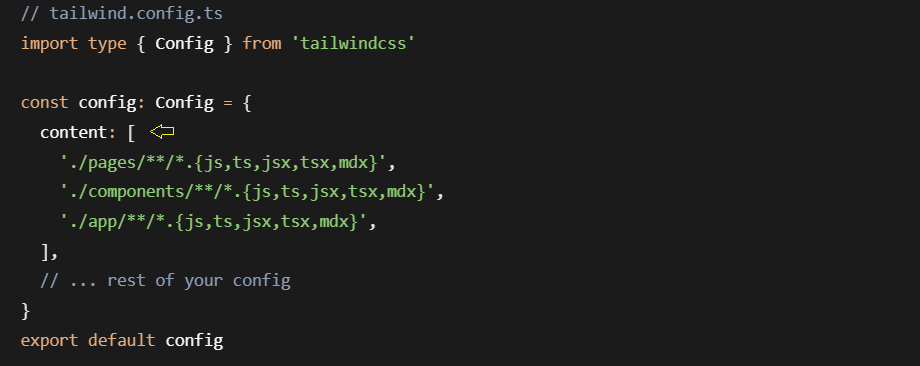 // tailwind.config.ts
import type { Config } from 'tailwindcss'
const config: Config = {
content: [
'./pages/**/*.{js,ts,jsx,tsx,mdx}',
'./components/**/*.{js,ts,jsx,tsx,mdx}',
'./app/**/*.{js,ts,jsx,tsx,mdx}',
],
// ... rest of your config
}
export default config